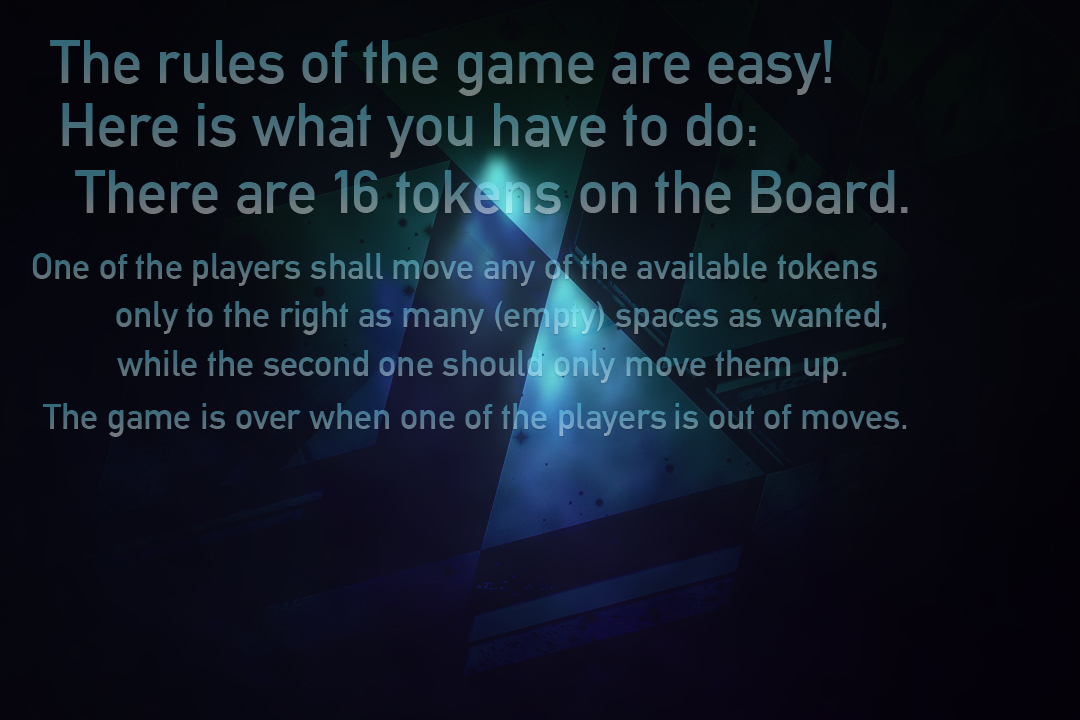 The rules of the game are easy!
Here is what you have to do:
There are 16 tokens on the Board.
One of the players shall move any of the available tokens
only to the right as many (empty) spaces as wanted,
while the second one should only move them up.
The game is over when one of the players is out of moves.